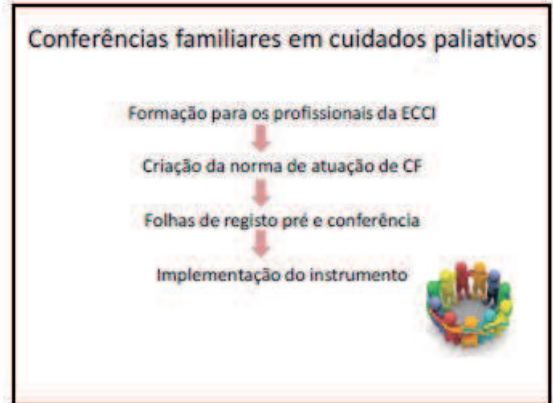 Conferências familiares em cuidados paliativos
Formação para os profissionais da ECCI
Criação da norma de atuação de CF
Folhas de registo pré e conferência
Implementação do instrumento